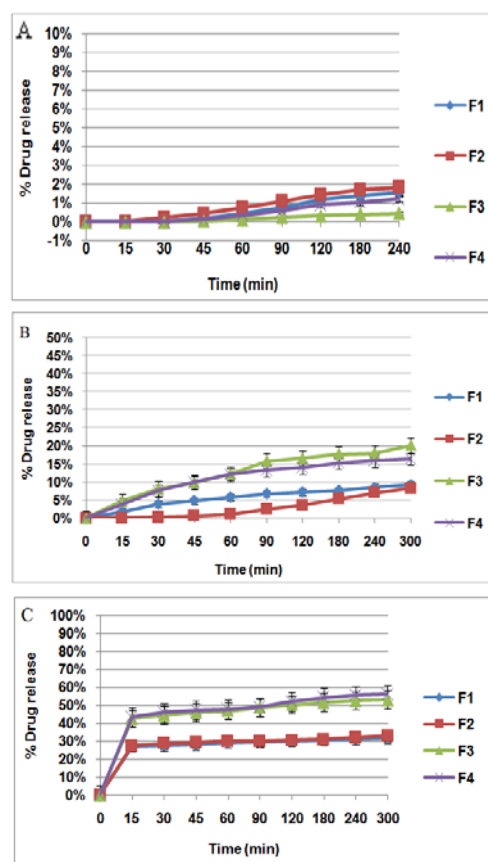 A
10%
9%
8%
7%
6%
5%
4%
3%
2%
1%
0%
-1%
% Drug release
0 15 30 45 60 90 120 180 240
Time (min)
F1
F2
F3
F4
B
50%
45%
40%
35%
30%
25%
20%
15%
10%
5%
0%
% Drug release
0 15 30 45 60 90 120 180 240 300
Time (min)
F1
F2
F3
F4
C
100%
90%
80%
70%
60%
50%
40%
30%
20%
10%
0%
% Drug release
0 15 30 45 60 90 120 180 240 300
Time (min)
F1
F2
F3
F4